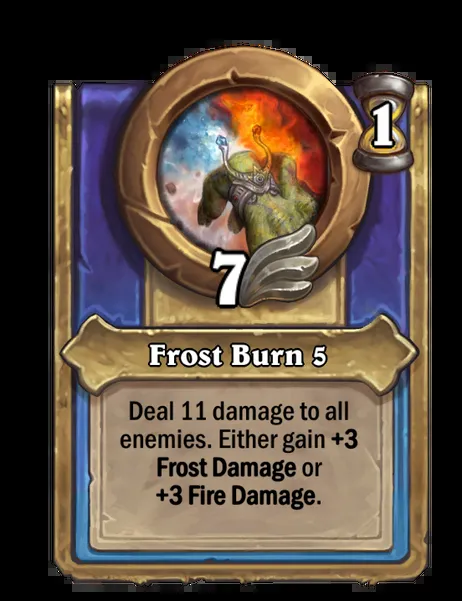 1
7
Frost Burn 5
Deal 11 damage to all
enemies. Either gain +3
Frost Damage or
+3 Fire Damage.